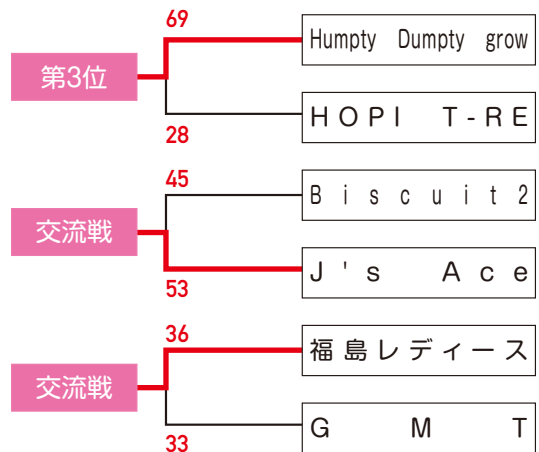 69
Humpty Dumpty grow
第3位
HOPI T-RE
28
45
Biscuit2
交流戦
J's Ace
53
36
福島レディース
交流戦
GMT
33